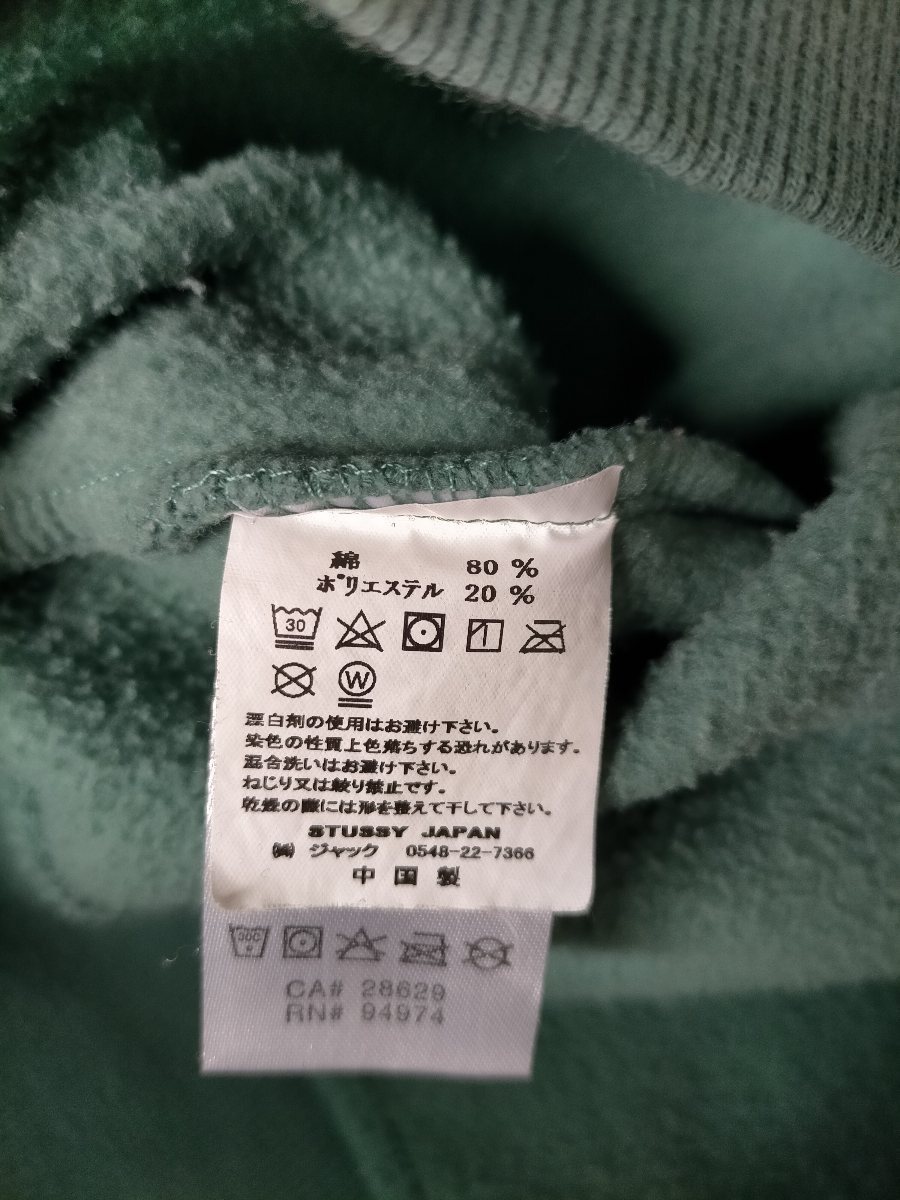 綿 80 %
ポリエステル 20 %
30
W
漂白剤の使用はお避け下さい。
染色の性質上色落ちする恐れがあります。
混合洗いはお避け下さい。
ねじり又は絞り禁止です。
乾燥の際には形を整えて干して下さい。
STUSSY JAPAN
㈱ ジャック 0548-22-7366
中国製
30C
CA# 28629
RN# 94974